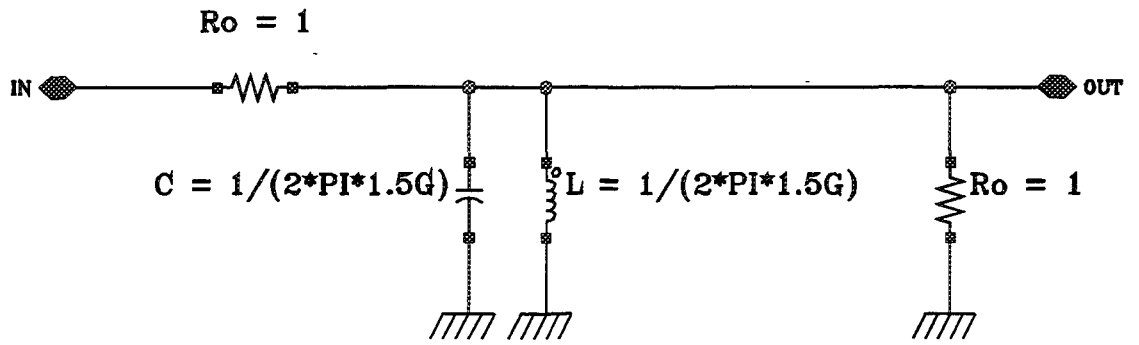 Ro = 1
IN
OUT
C = 1/(2*PI*1.5G)
L = 1/(2*PI*1.5G)
Ro = 1